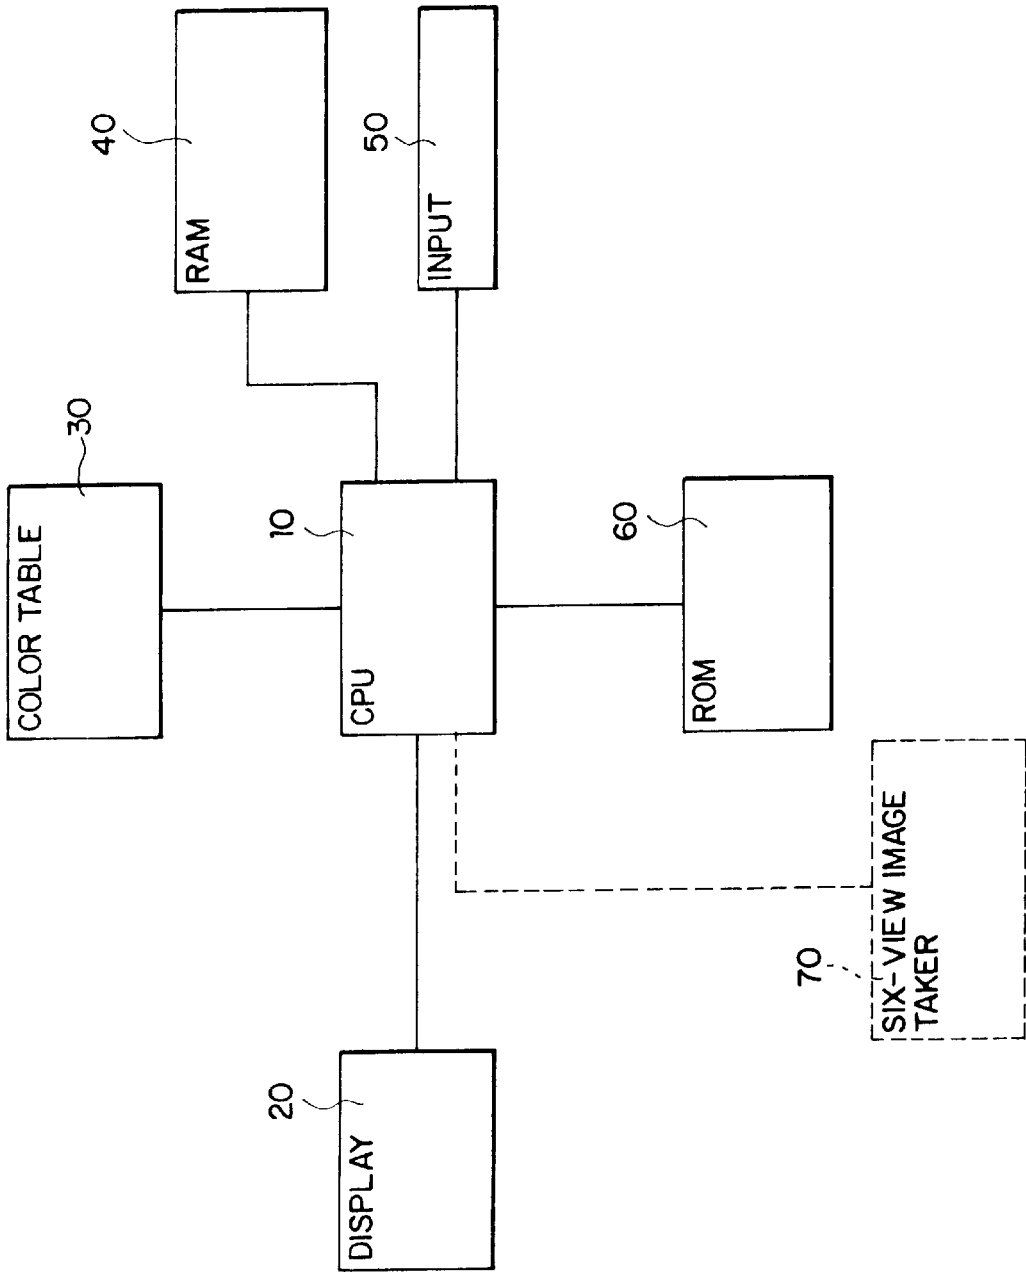 COLOR TABLE
30
RAM
40
CPU
10
INPUT
50
DISPLAY
20
ROM
60
SIX-VIEW IMAGE
TAKER
70